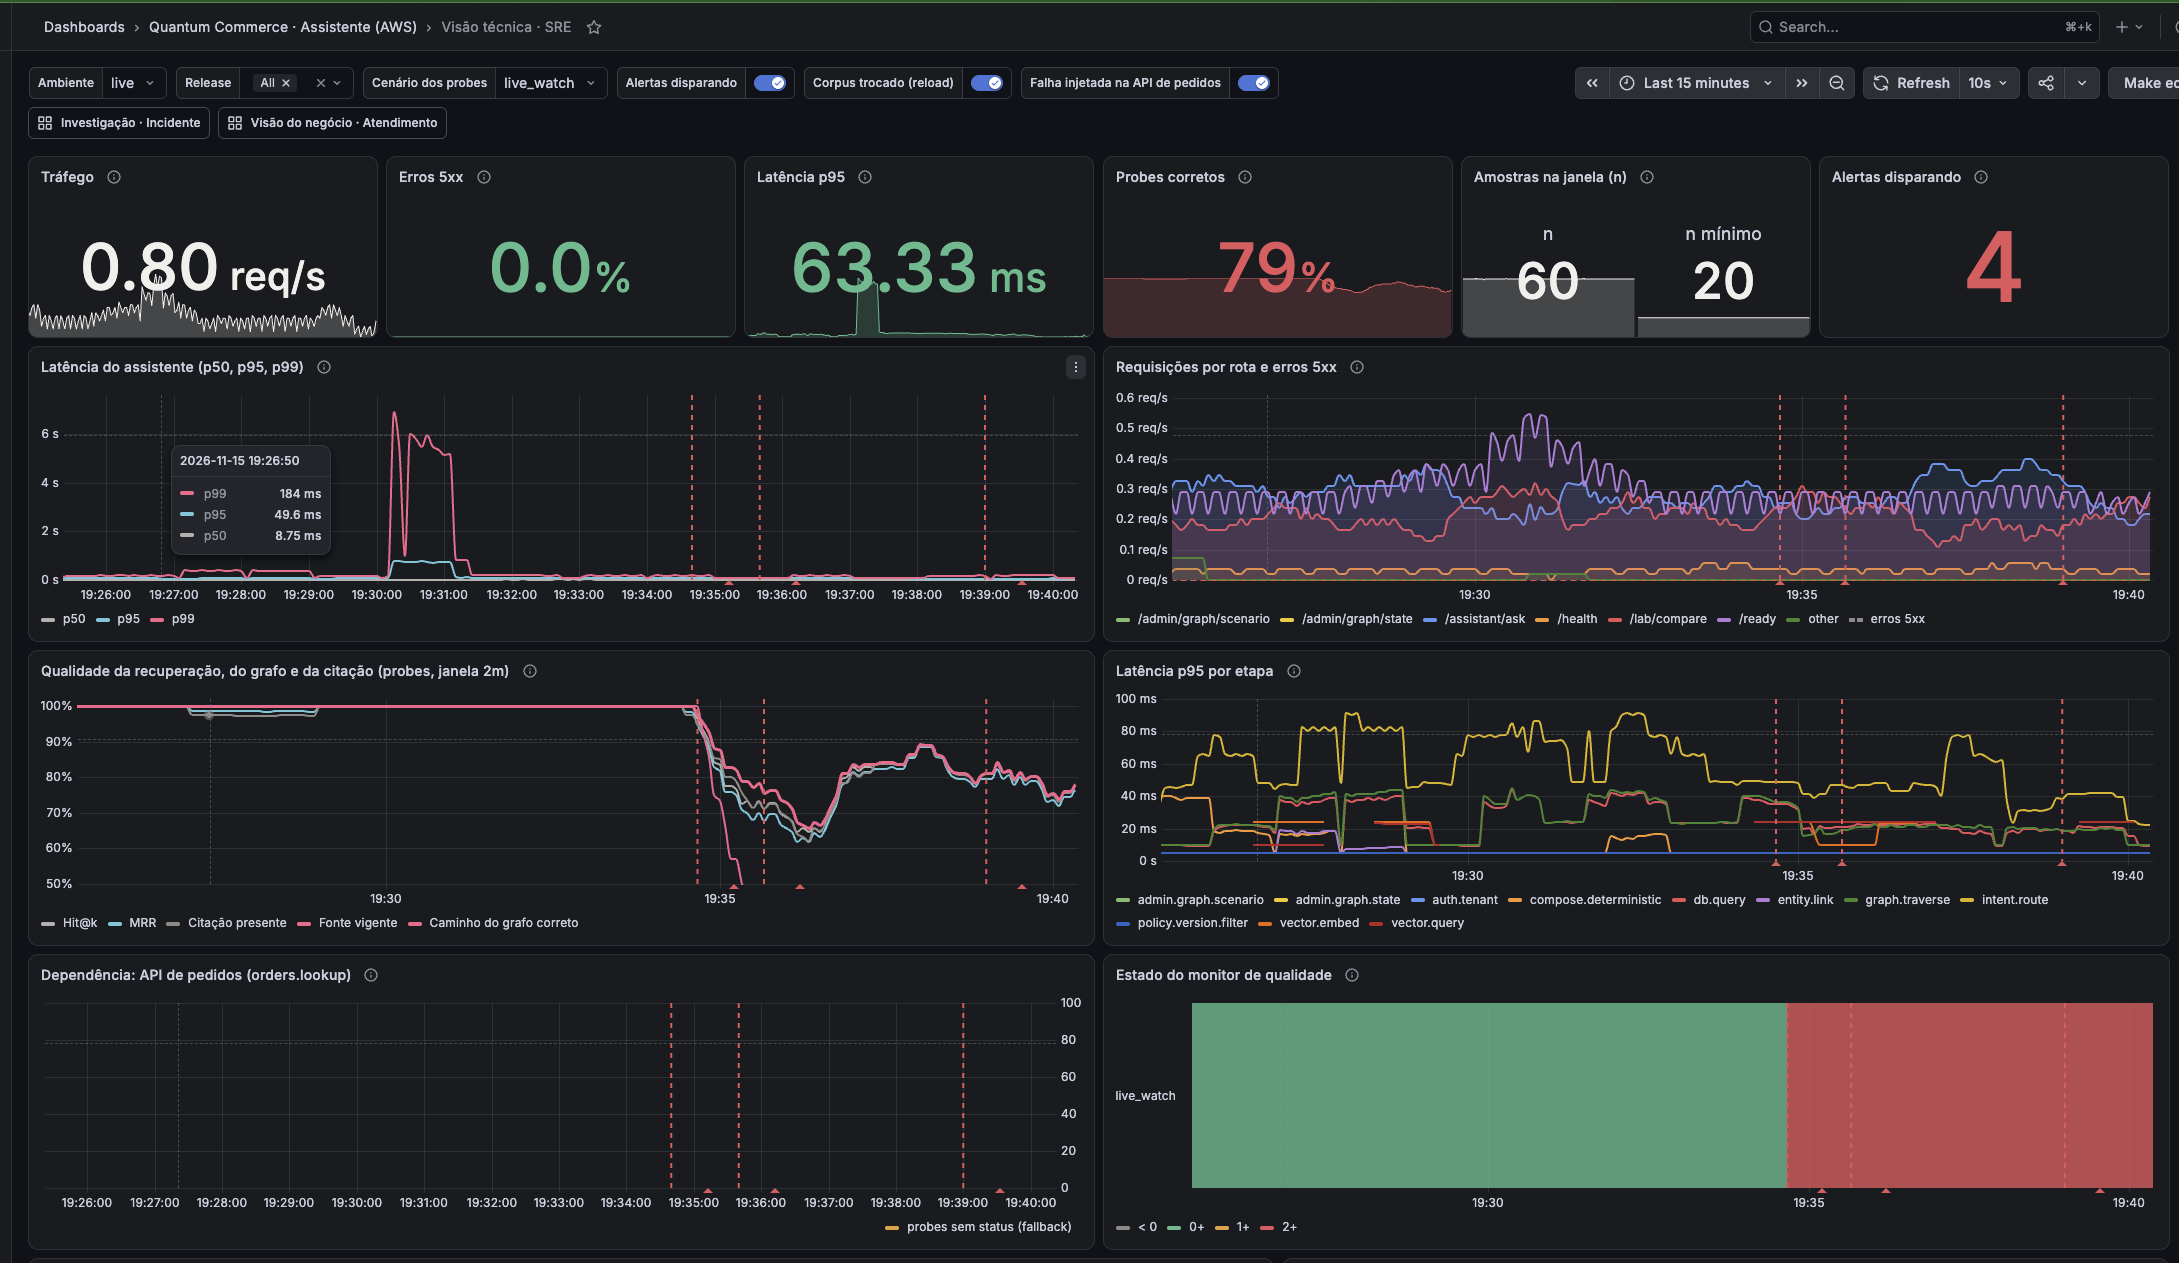 Dashboards › Quantum Commerce · Assistente (AWS) › Visão técnica · SRE
Search... ⌘+k
Ambiente live Release All Cenário dos probes live_watch Alertas disparando Corpus trocado (reload) Falha injetada na API de pedidos
Last 15 minutes Refresh 10s
Investigação · Incidente Visão do negócio · Atendimento
Tráfego
0.80 req/s
Erros 5xx
0.0%
Latência p95
63.33 ms
Probes corretos
79%
Amostras na janela (n)
n
60
n mínimo
20
Alertas disparando
4
Latência do assistente (p50, p95, p99)
6 s
4 s
2 s
0 s
2026-11-15 19:26:50
p99 184 ms
p95 49.6 ms
p50 8.75 ms
19:26:00 19:27:00 19:28:00 19:29:00 19:30:00 19:31:00 19:32:00 19:33:00 19:34:00 19:35:00 19:36:00 19:37:00 19:38:00 19:39:00 19:40:00
p50 p95 p99
Requisições por rota e erros 5xx
0.6 req/s
0.5 req/s
0.4 req/s
0.3 req/s
0.2 req/s
0.1 req/s
0 req/s
19:30 19:35 19:40
/admin/graph/scenario /admin/graph/state /assistant/ask /health /lab/compare /ready other erros 5xx
Qualidade da recuperação, do grafo e da citação (probes, janela 2m)
100%
90%
80%
70%
60%
50%
19:30 19:35 19:40
Hit@k MRR Citação presente Fonte vigente Caminho do grafo correto
Latência p95 por etapa
100 ms
80 ms
60 ms
40 ms
20 ms
0 s
19:30 19:35 19:40
admin.graph.scenario admin.graph.state auth.tenant compose.deterministic db.query entity.link graph.traverse intent.route
policy.version.filter vector.embed vector.query
Dependência: API de pedidos (orders.lookup)
100
80
60
40
20
0
19:26:00 19:27:00 19:28:00 19:29:00 19:30:00 19:31:00 19:32:00 19:33:00 19:34:00 19:35:00 19:36:00 19:37:00 19:38:00 19:39:00 19:40:00
probes sem status (fallback)
Estado do monitor de qualidade
live_watch
19:30 19:35 19:40
< 0 0+ 1+ 2+